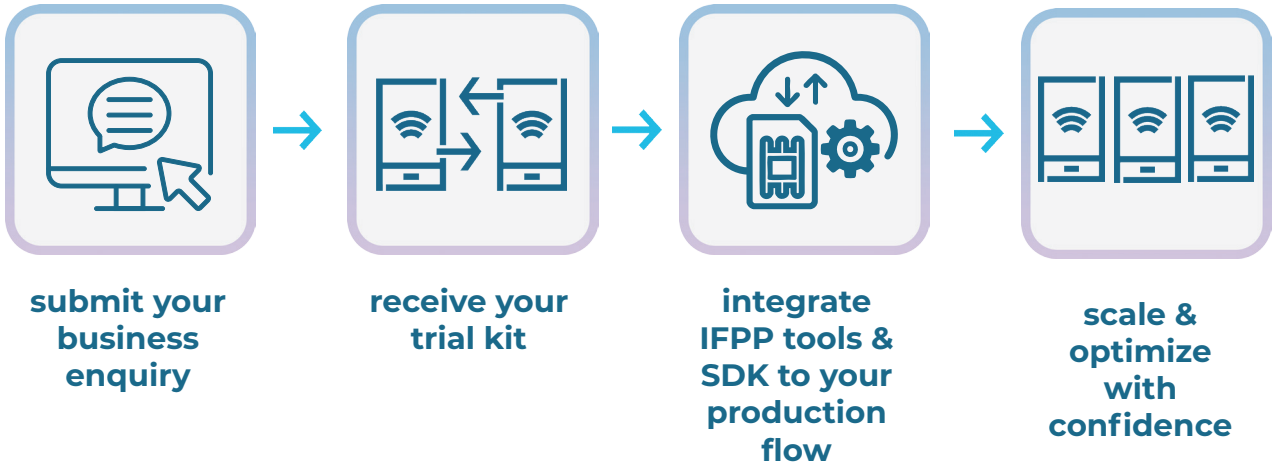 submit your
business
enquiry
receive your
trial kit
integrate
IFPP tools &
SDK to your
production
flow
scale &
optimize
with
confidence